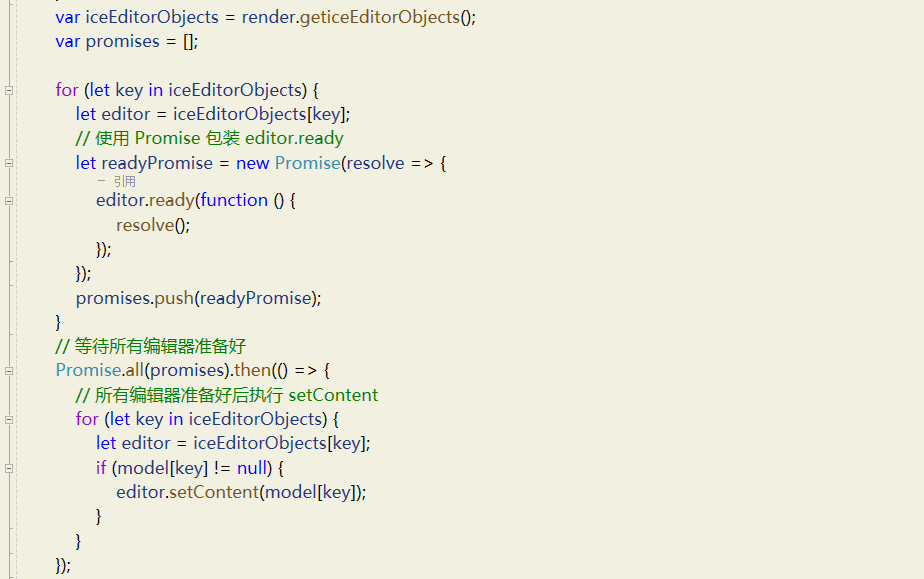 var iceEditorObjects = render.geticeEditorObjects();
var promises = [];
for (let key in iceEditorObjects) {
let editor = iceEditorObjects[key];
// 使用 Promise 包装 editor.ready
let readyPromise = new Promise(resolve => {
一 引用
editor.ready(function () {
resolve();
});
});
promises.push(readyPromise);
}
// 等待所有编辑器准备好
Promise.all(promises).then(() => {
// 所有编辑器准备好后执行 setContent
for (let key in iceEditorObjects) {
let editor = iceEditorObjects[key];
if (model[key] != null) {
editor.setContent(model[key]);
}
}
});